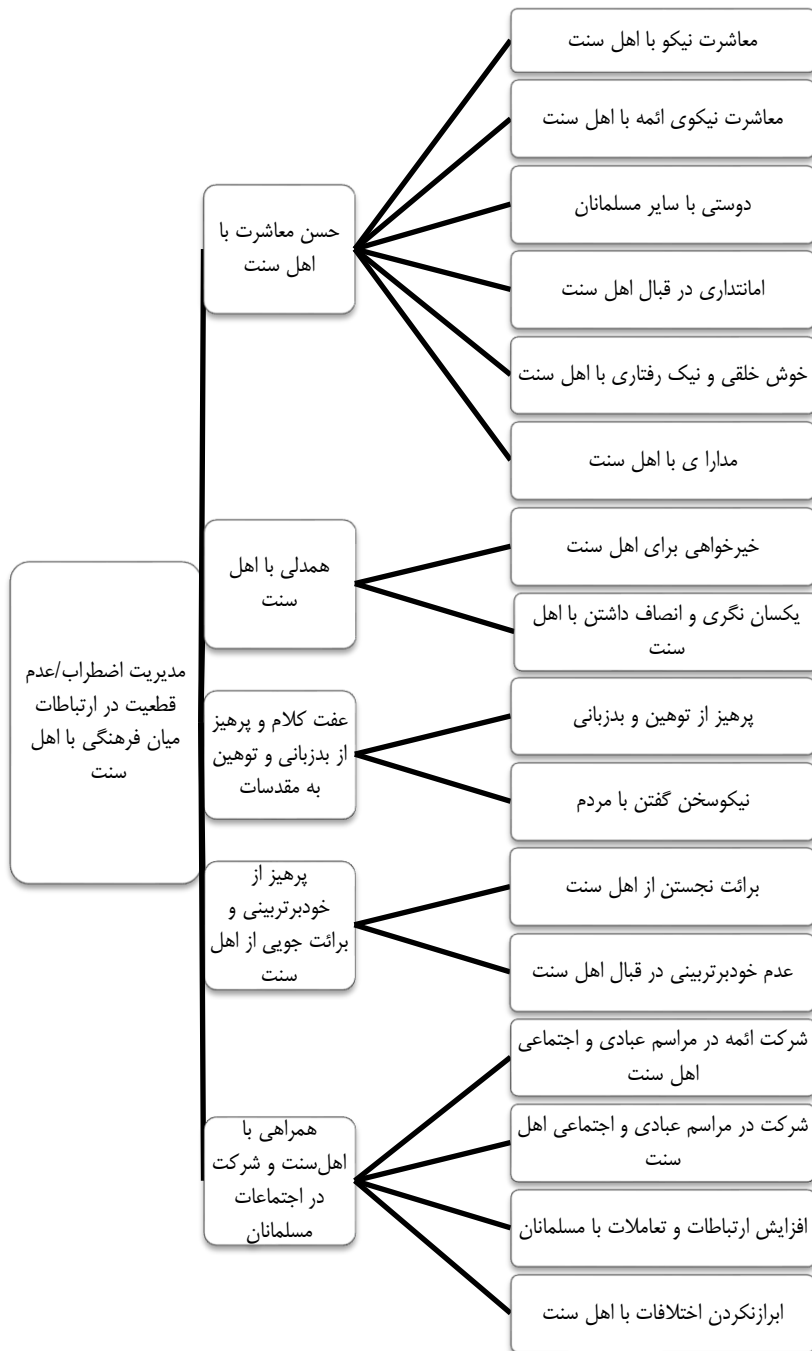 مدیریت اضطراب/عدم
قطعیت در ارتباطات
میان فرهنگی با اهل
سنت
حسن معاشرت با
اهل سنت
معاشرت نیکو با اهل سنت
معاشرت نیکوی ائمه با اهل سنت
دوستی با سایر مسلمانان
امانتداری در قبال اهل سنت
خوش خلقی و نیک رفتاری با اهل سنت
مدارا ی با اهل سنت
همدلی با اهل
سنت
خیرخواهی برای اهل سنت
یکسان نگری و انصاف داشتن با اهل
سنت
عفت کلام و پرهیز
از بدزبانی و توهین
به مقدسات
پرهیز از توهین و بدزبانی
نیکوسخن گفتن با مردم
پرهیز از
خودبرتربینی و
برائت جویی از اهل
سنت
برائت نجستن از اهل سنت
عدم خودبرتربینی در قبال اهل سنت
همراهی با
اهل‌سنت و شرکت
در اجتماعات
مسلمانان
شرکت ائمه در مراسم عبادی و اجتماعی
اهل سنت
شرکت در مراسم عبادی و اجتماعی اهل
سنت
افزایش ارتباطات و تعاملات با مسلمانان
ابرازنکردن اختلافات با اهل سنت